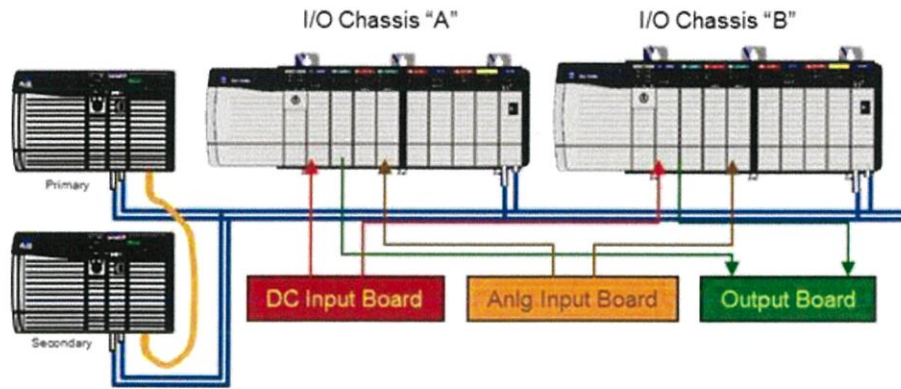 I/O Chassis "A"
I/O Chassis "B"
Primary
Secondary
DC Input Board
Anlg Input Board
Output Board